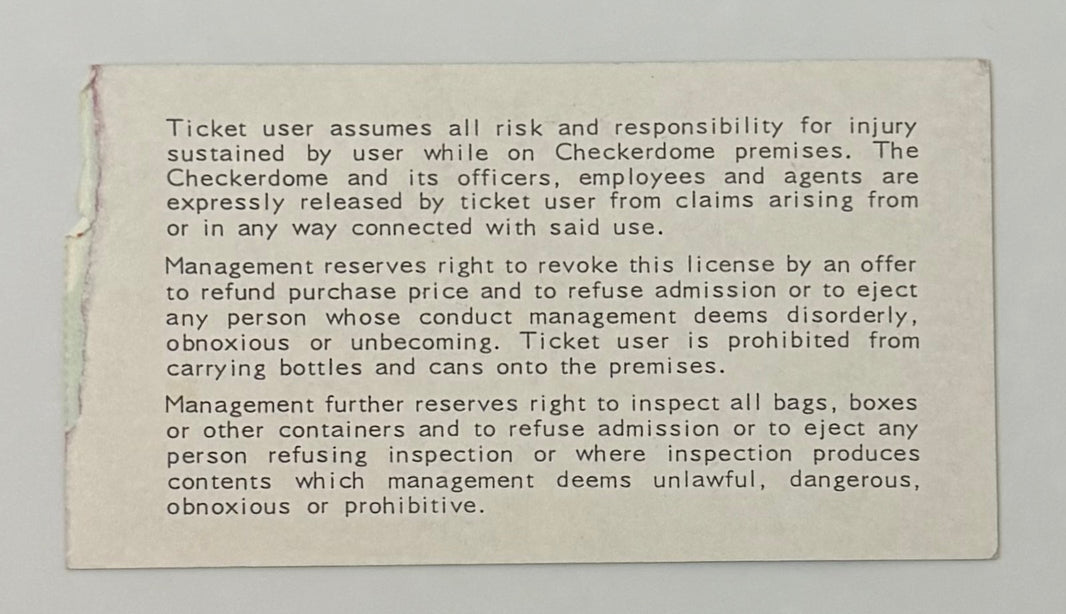 Ticket user assumes all risk and responsibility for injury
sustained by user while on Checkerdome premises. The
Checkerdome and its officers, employees and agents are
expressly released by ticket user from claims arising from
or in any way connected with said use.
Management reserves right to revoke this license by an offer
to refund purchase price and to refuse admission or to eject
any person whose conduct management deems disorderly,
obnoxious or unbecoming. Ticket user is prohibited from
carrying bottles and cans onto the premises.
Management further reserves right to inspect all bags, boxes
or other containers and to refuse admission or to eject any
person refusing inspection or where inspection produces
contents which management deems unlawful, dangerous,
obnoxious or prohibitive.